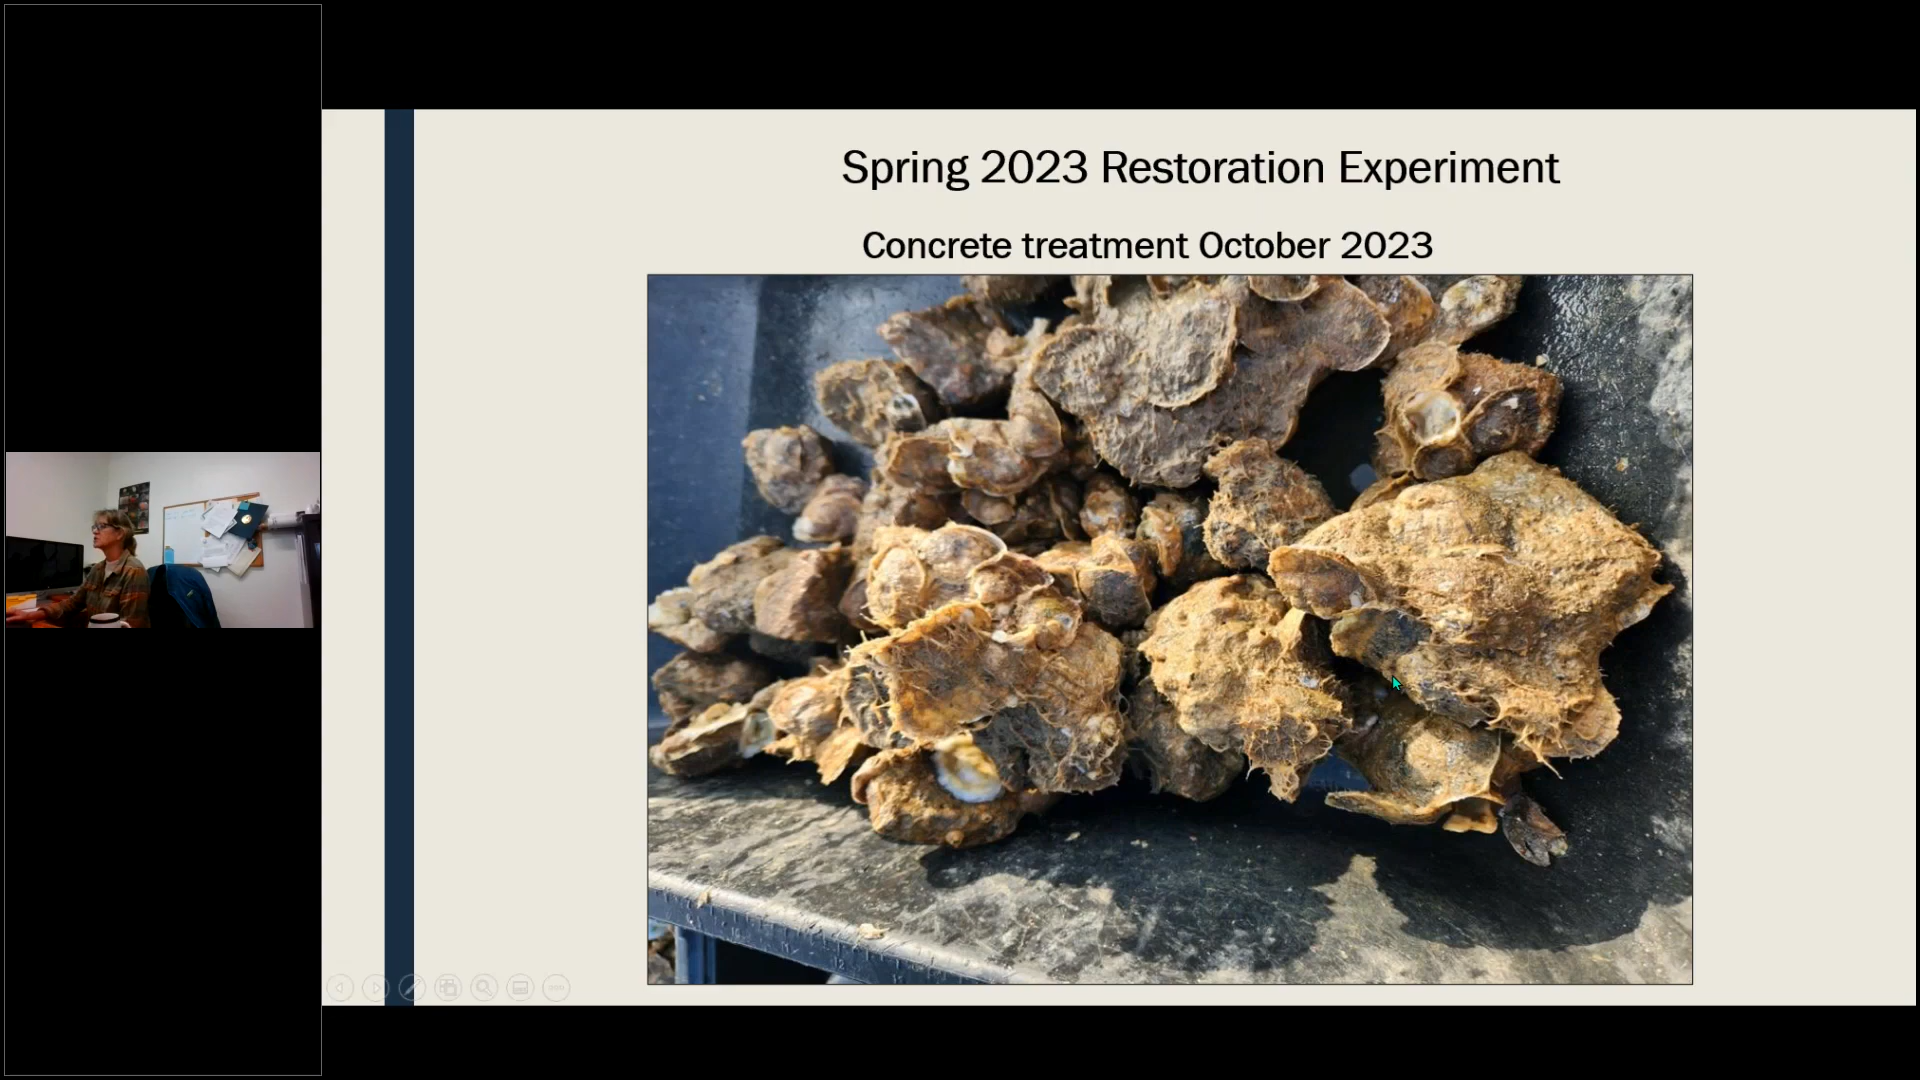 Spring 2023 Restoration Experiment
Concrete treatment October 2023